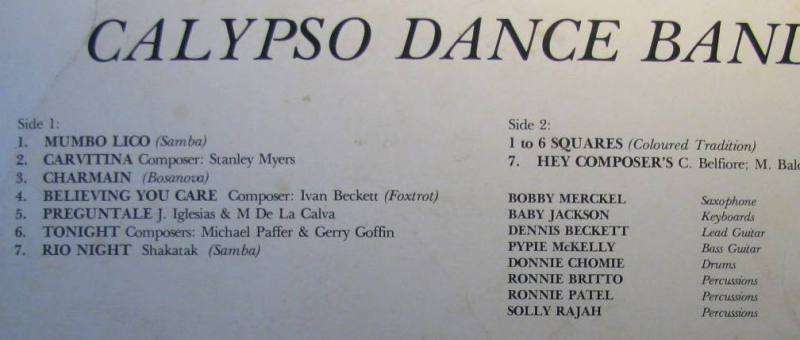 CALYPSO DANCE BAND
Side 1:
1. MUMBO LICO (Samba)
2. CARVITINA Composer: Stanley Myers
3. CHARMAIN (Bosanova)
4. BELIEVING YOU CARE Composer: Ivan Beckett (Foxtrot)
5. PREGUNTALE J. Iglesias & M De La Calva
6. TONIGHT Composers: Michael Paffer & Gerry Goffin
7. RIO NIGHT Shakatak (Samba)
Side 2:
1 to 6 SQUARES (Coloured Tradition)
7. HEY COMPOSER'S C. Belfiore; M. Balc
BOBBY MERCKEL Saxophone
BABY JACKSON Keyboards
DENNIS BECKETT Lead Guitar
PYPIE McKELLY Bass Guitar
DONNIE CHOMIE Drums
RONNIE BRITTO Percussions
RONNIE PATEL Percussions
SOLLY RAJAH Percussions